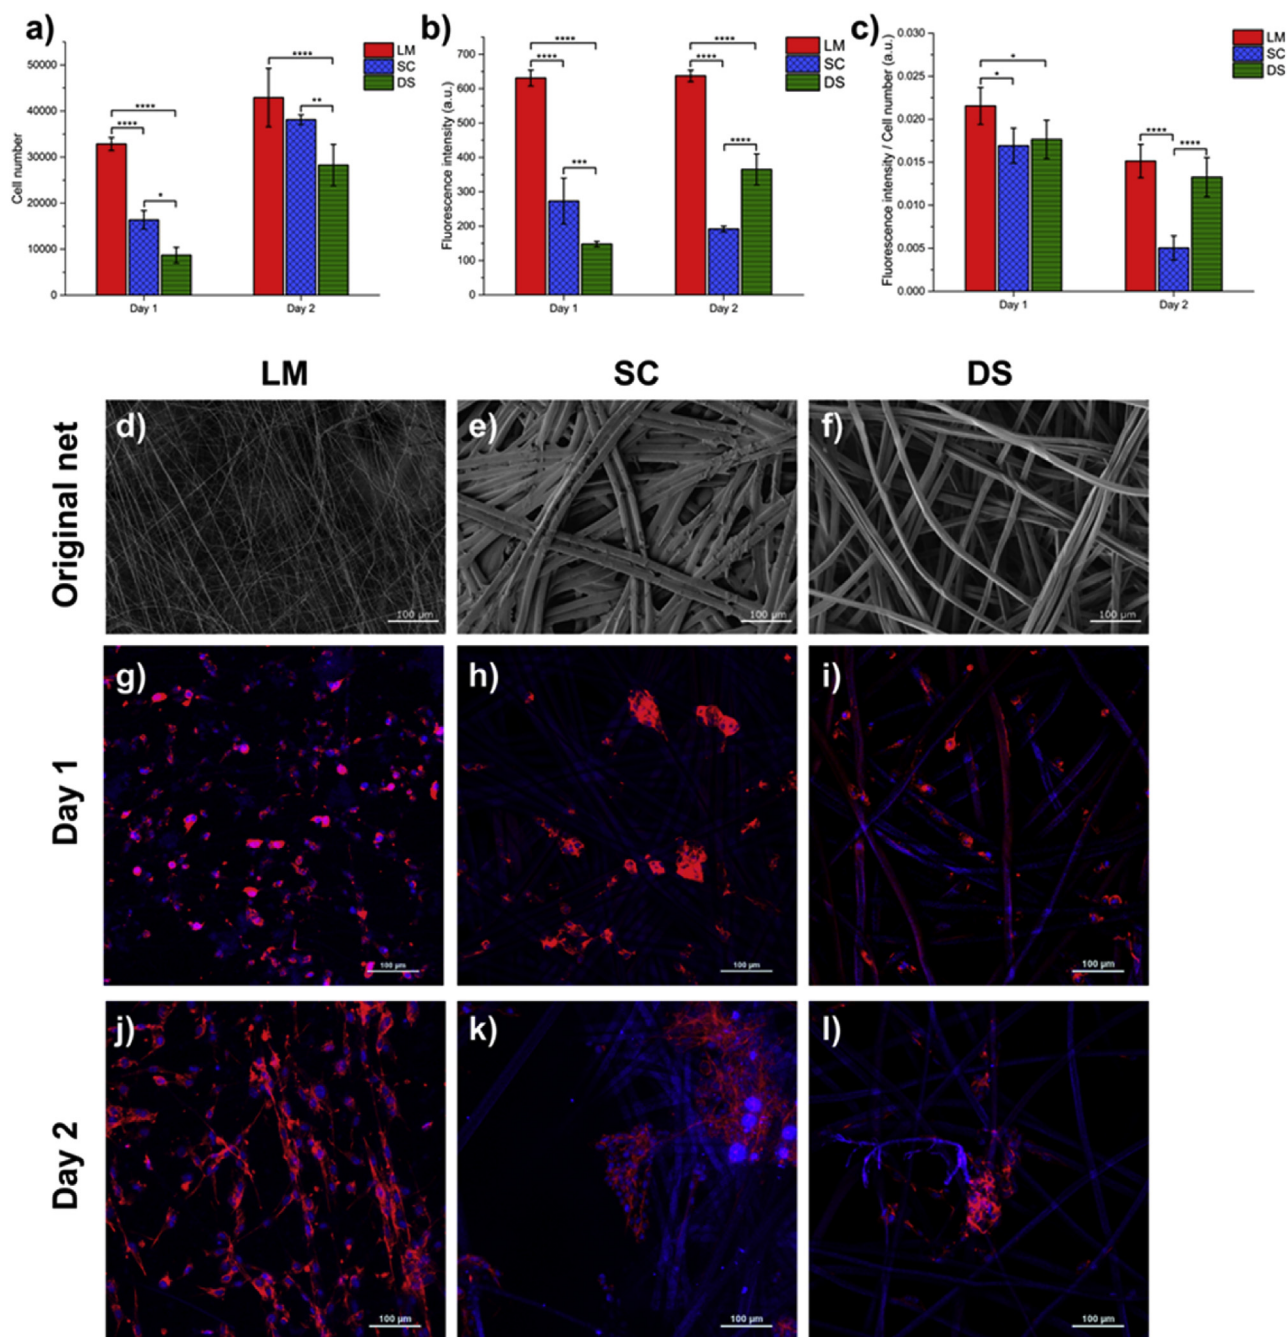 a)
b)
c)
LM
SC
DS
50000
40000
30000
20000
10000
0
Cell number
****
****
*
****
**
Day 1
Day 2
LM
SC
DS
700
600
500
400
300
200
100
0
Fluorescence intensity (a.u.)
****
****
***
****
****
****
Day 1
Day 2
LM
SC
DS
0.030
0.025
0.020
0.015
0.010
0.005
0.000
Fluorescence intensity / Cell number (a.u.)
*
*
****
****
Day 1
Day 2
LM SC DS
Original net
d) e) f)
100 µm 100 µm 100 µm
Day 1
g) h) i)
100 µm 100 µm 100 µm
Day 2
j) k) l)
100 µm 100 µm 100 µm